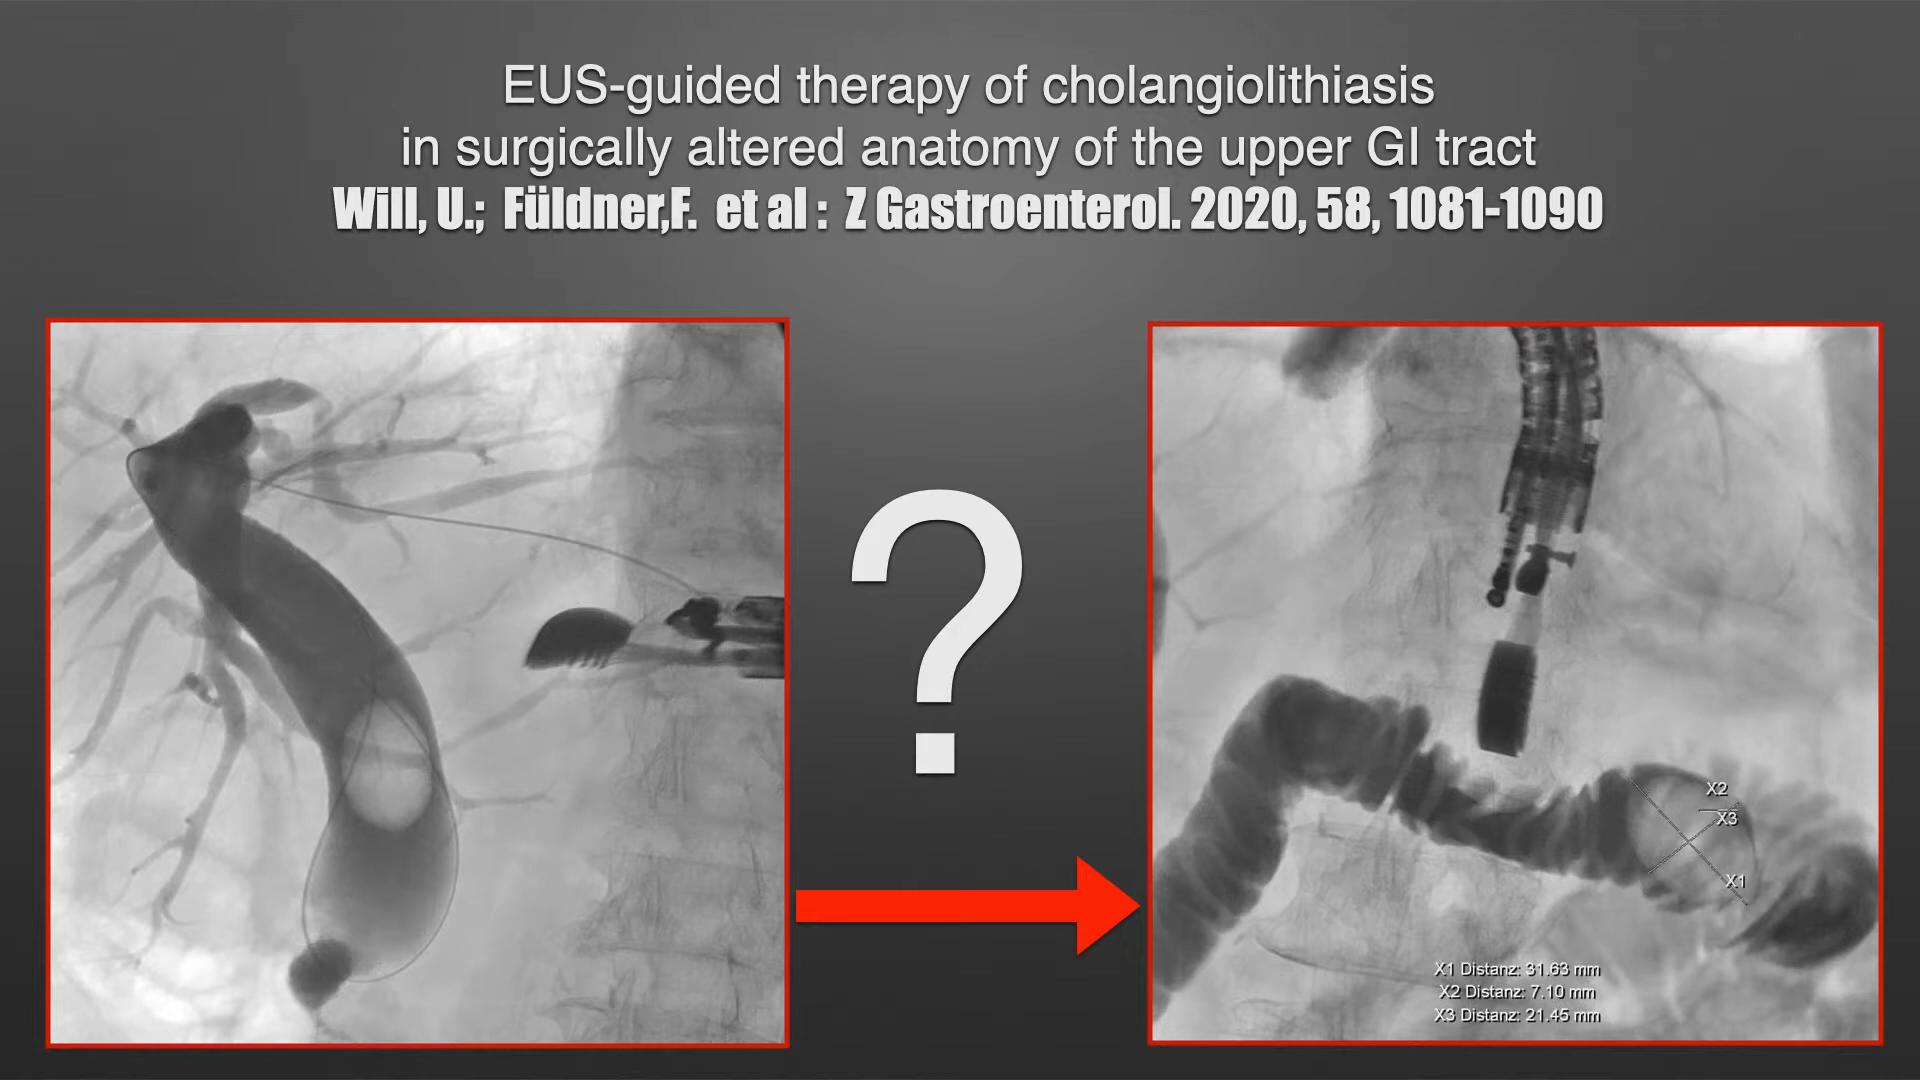 EUS-guided therapy of cholangiolithiasis
in surgically altered anatomy of the upper GI tract
Will, U.; Füldner,F. et al : Z Gastroenterol. 2020, 58, 1081-1090
?
X2
X3
X1
X1 Distanz: 31.63 mm
X2 Distanz: 7.10 mm
X3 Distanz: 21.45 mm